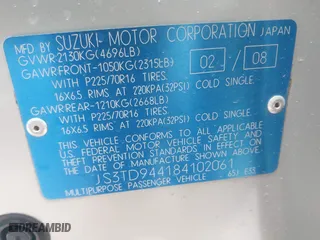 MFD BY SUZUKI MOTOR CORPORATION JAPAN
GVWR2130KG(4696LB) 02 / 08
GAWRFRONT-1050KG(2315LB)
WITH P225/70R16 TIRES
16X6.5 RIMS AT 220KPA(32PSI) COLD SINGLE
GAWRREAR-1210KG(2668LB)
WITH P225/70R16 TIRES
16X6.5 RIMS AT 220KPA(32PSI) COLD SINGLE
THIS VEHICLE CONFORMS TO ALL APPLICABLE
U.S. FEDERAL MOTOR VEHICLE SAFETY
AND THEFT PREVENTION STANDARDS IN EFFECT ON
THE DATE OF MANUFACTURE SHOWN ABOVE.
JS3TD944184102061
MULTIPURPOSE PASSENGER VEHICLE
DREAMBID